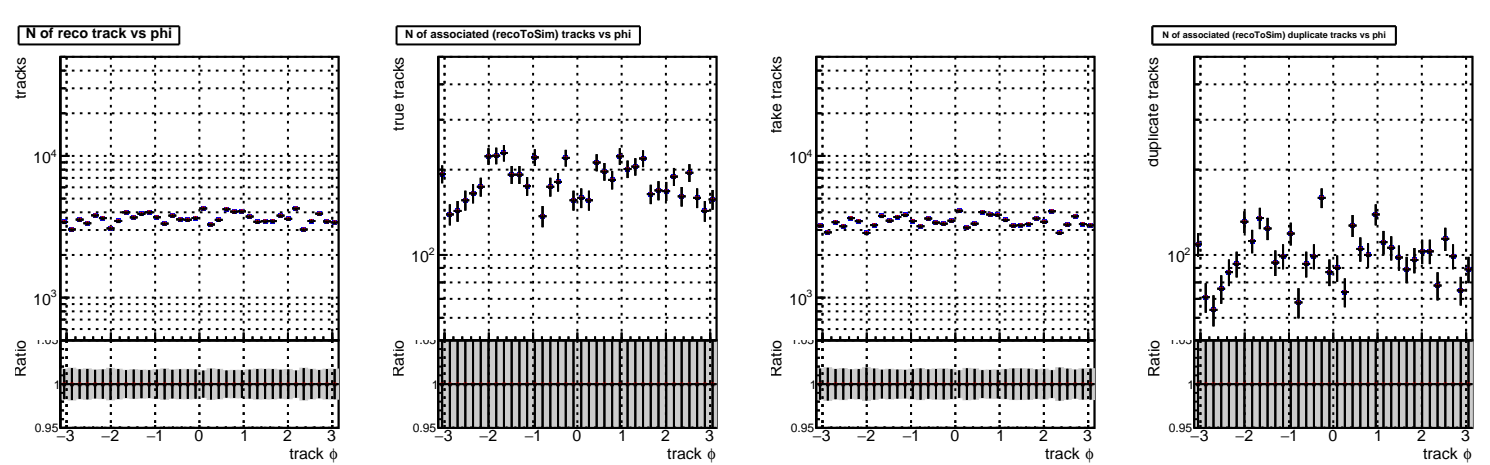 N of reco track vs phi
tracks
10⁴
10³
Ratio
1
0.95
−3 −2 −1 0 1 2 3
track ϕ
N of associated (recoToSim) tracks vs phi
true tracks
10²
Ratio
1
0.95
−3 −2 −1 0 1 2 3
track ϕ
fake tracks
10⁴
10³
Ratio
1
0.95
−3 −2 −1 0 1 2 3
track ϕ
N of associated (recoToSim) duplicate tracks vs phi
duplicate tracks
10²
Ratio
1
0.95
−3 −2 −1 0 1 2 3
track ϕ